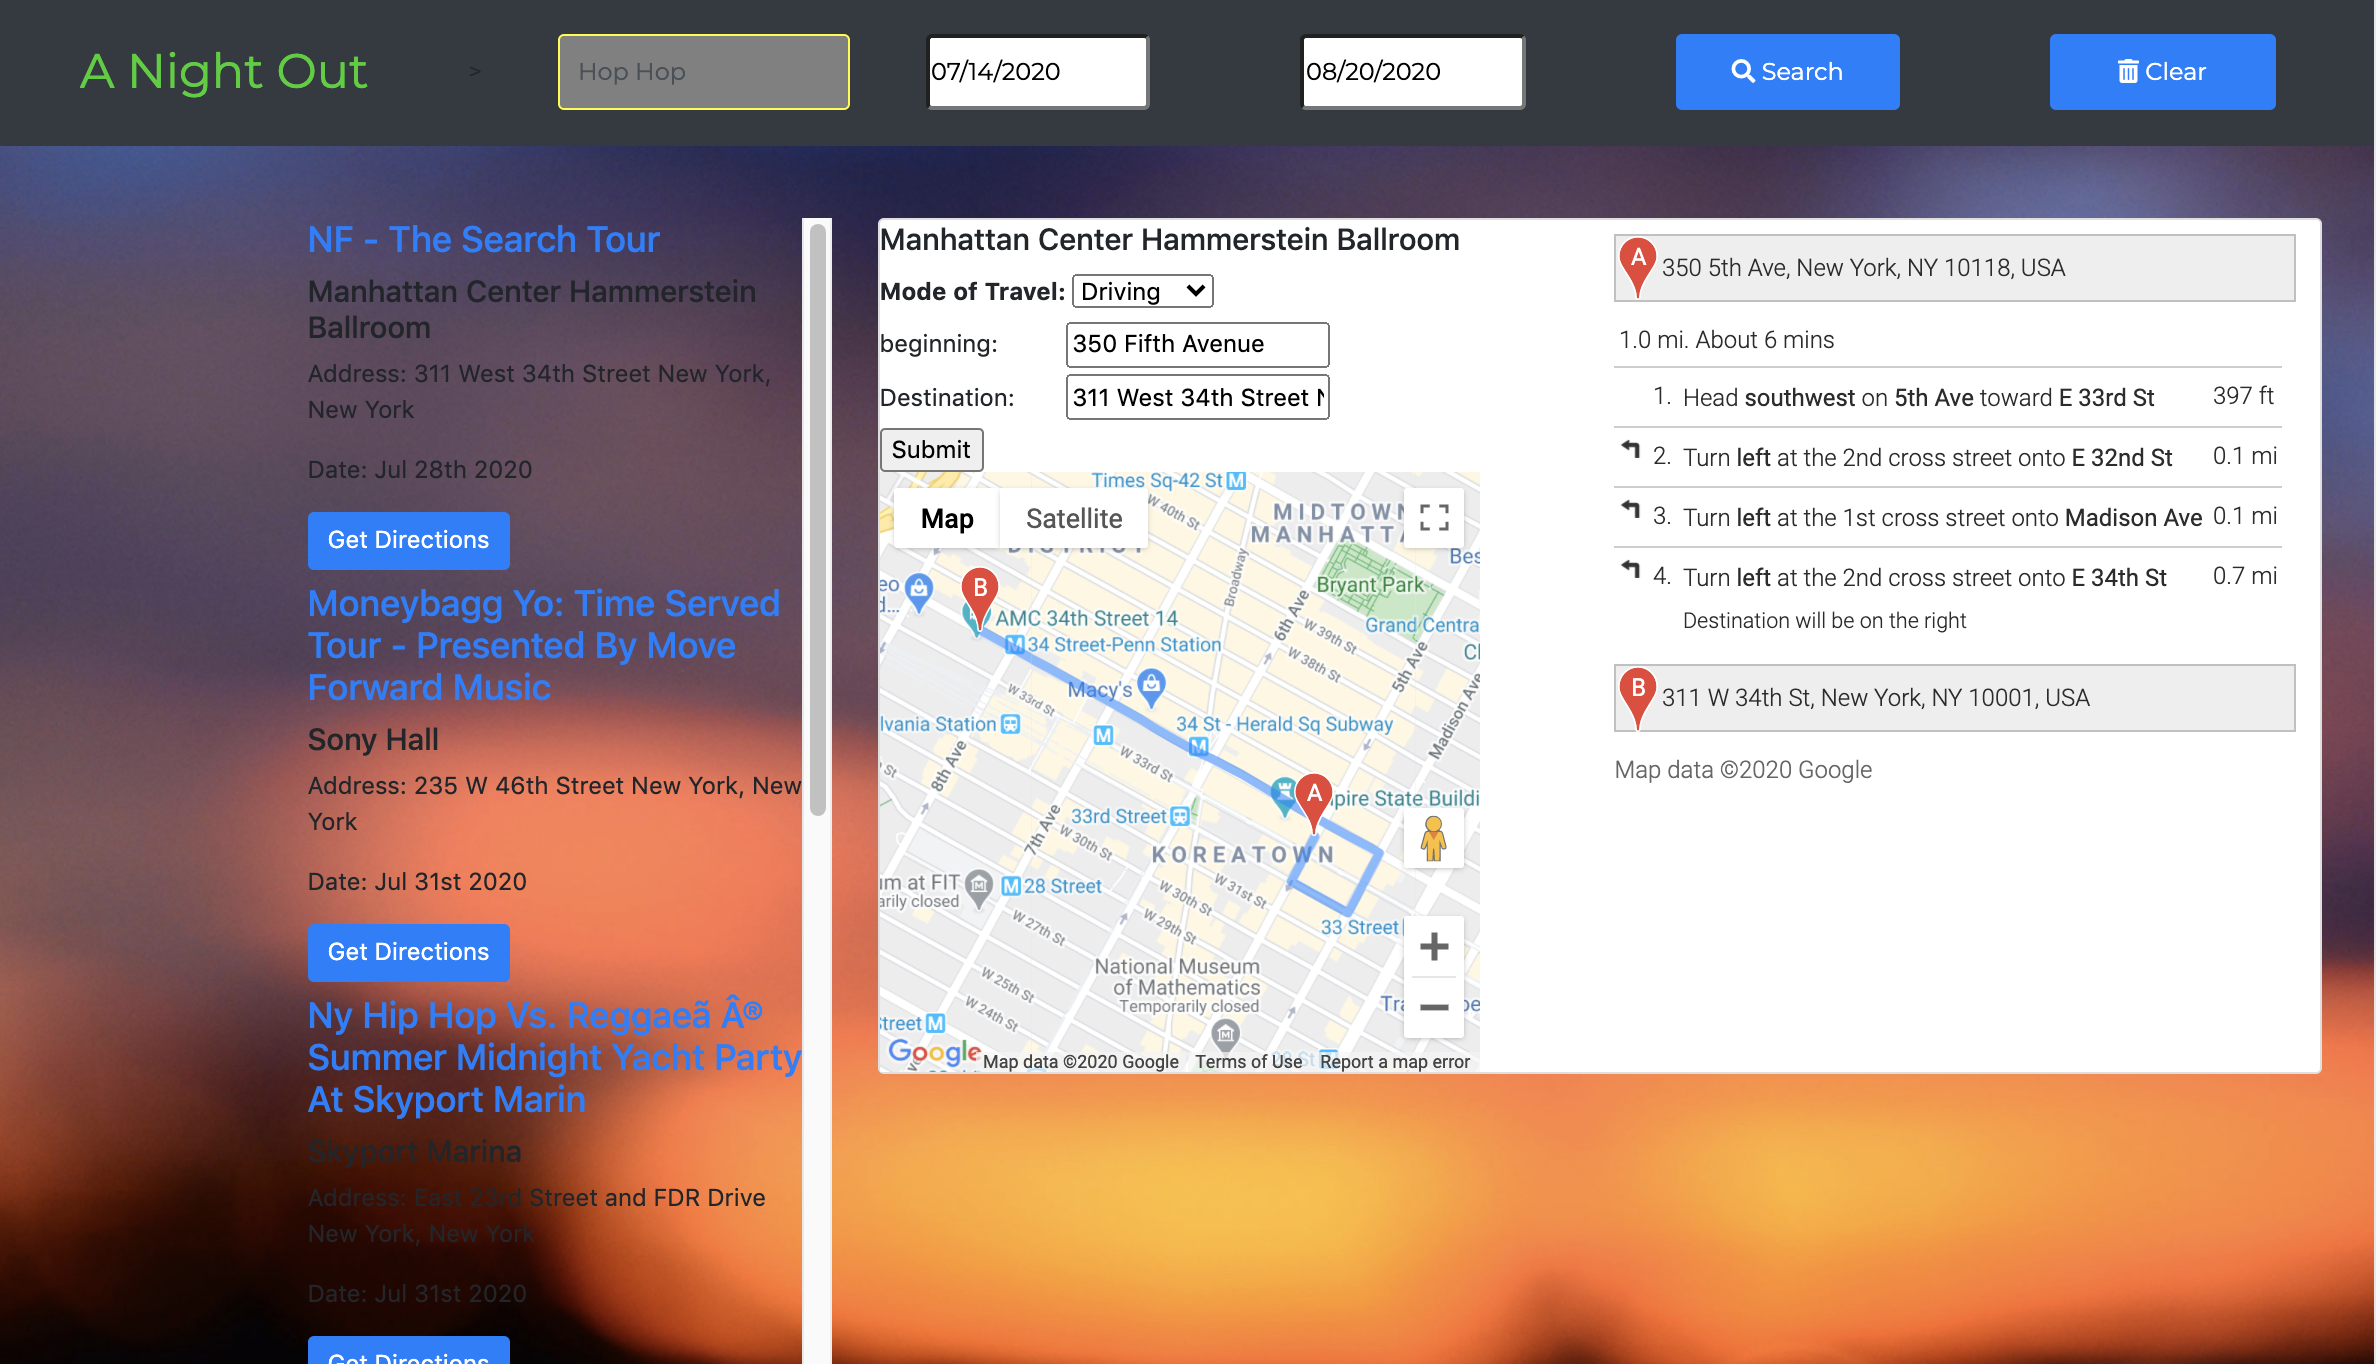 A Night Out
>
Hop Hop
07/14/2020
08/20/2020
Search
Clear
NF - The Search Tour
Manhattan Center Hammerstein
Ballroom
Address: 311 West 34th Street New York,
New York
Date: Jul 28th 2020
Get Directions
Moneybagg Yo: Time Served
Tour - Presented By Move
Forward Music
Sony Hall
Address: 235 W 46th Street New York, New
York
Date: Jul 31st 2020
Get Directions
Ny Hip Hop Vs. Reggaeã Â®
Summer Midnight Yacht Party
At Skyport Marin
Skyport Marina
Address: East 23rd Street and FDR Drive
New York, New York
Date: Jul 31st 2020
Get Directions
Manhattan Center Hammerstein Ballroom
Mode of Travel: Driving
beginning: 350 Fifth Avenue
Destination: 311 West 34th Street N
Submit
Times Sq-42 St M
Map
Satellite
W 40th St
MIDTOWN
MANHATTA
DISTRICT
Bes
Broadway
Bryant Park
eo
d...
B
AMC 34th Street 14
6th Ave
W 39th St
Grand Centra
M 34 Street-Penn Station
W 38th St
5th Ave
Cl
Macy's
W 33rd St
Madison Ave
lvania Station
34 St - Herald Sq Subway
M
M
8th Ave
W 33rd St
A
pire State Buildi
33rd Street
7th Ave
W 30th St
KOREATOWN
um at FIT
arily closed
M 28 Street
W 31st St
W 30th St
W 29th St
W 27th St
33 Street
National Museum
of Mathematics
Temporarily closed
W 25th St
W 24th St
treet M
Google
Map data ©2020 Google
Terms of Use
Report a map error
A
350 5th Ave, New York, NY 10118, USA
1.0 mi. About 6 mins
1. Head southwest on 5th Ave toward E 33rd St 397 ft
2. Turn left at the 2nd cross street onto E 32nd St 0.1 mi
3. Turn left at the 1st cross street onto Madison Ave 0.1 mi
4. Turn left at the 2nd cross street onto E 34th St 0.7 mi
Destination will be on the right
B
311 W 34th St, New York, NY 10001, USA
Map data ©2020 Google